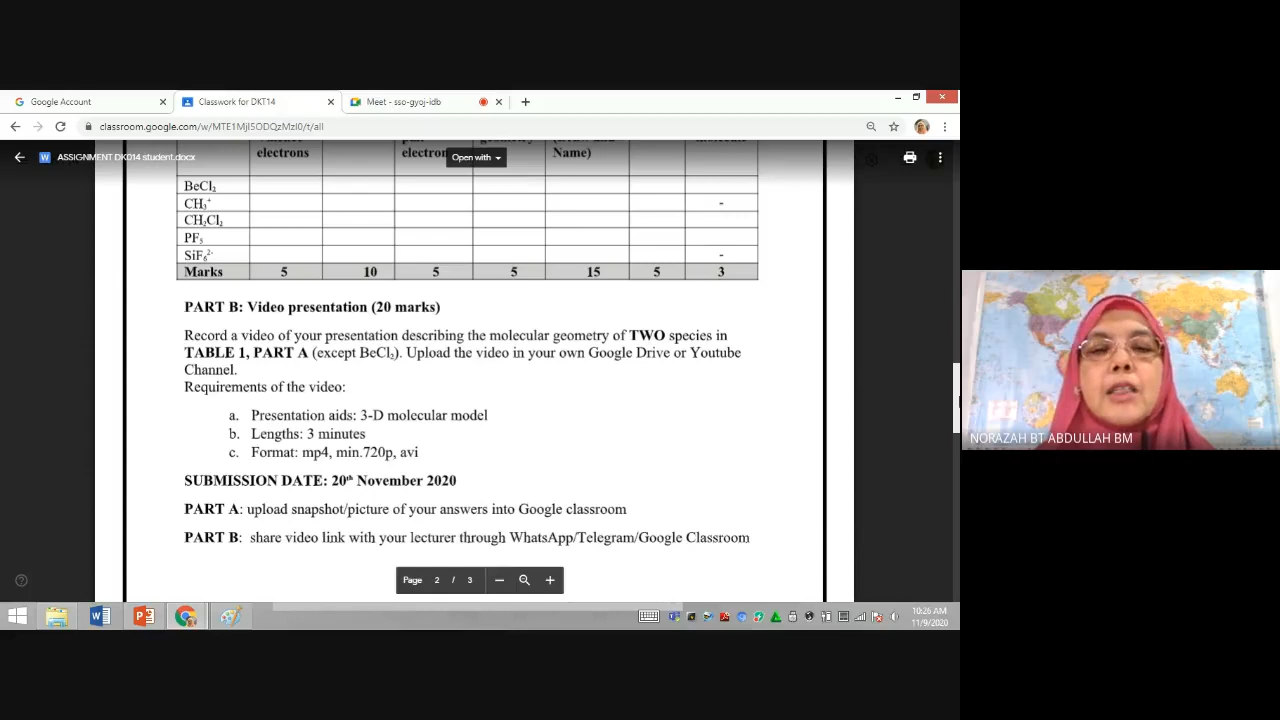 Google Account
Classwork for DKT14
Meet - sso-gyoj-idb
classroom.google.com/w/MTE1MjI5ODQzMzI0/t/all
ASSIGNMENT DK014 student.docx
Open with
geometry
electrons
electron
Name)
BeCl₂
CH₃⁺ -
CH₂Cl₂
PF₅
SiF₆²⁻ -
Marks 5 10 5 5 15 5 3
PART B: Video presentation (20 marks)
Record a video of your presentation describing the molecular geometry of TWO species in
TABLE 1, PART A (except BeCl₂). Upload the video in your own Google Drive or Youtube
Channel.
Requirements of the video:
a. Presentation aids: 3-D molecular model
b. Lengths: 3 minutes
c. Format: mp4, min.720p, avi
SUBMISSION DATE: 20th November 2020
PART A: upload snapshot/picture of your answers into Google classroom
PART B: share video link with your lecturer through WhatsApp/Telegram/Google Classroom
Page 2 / 3
10:26 AM
11/9/2020
NORAZAH BT ABDULLAH BM